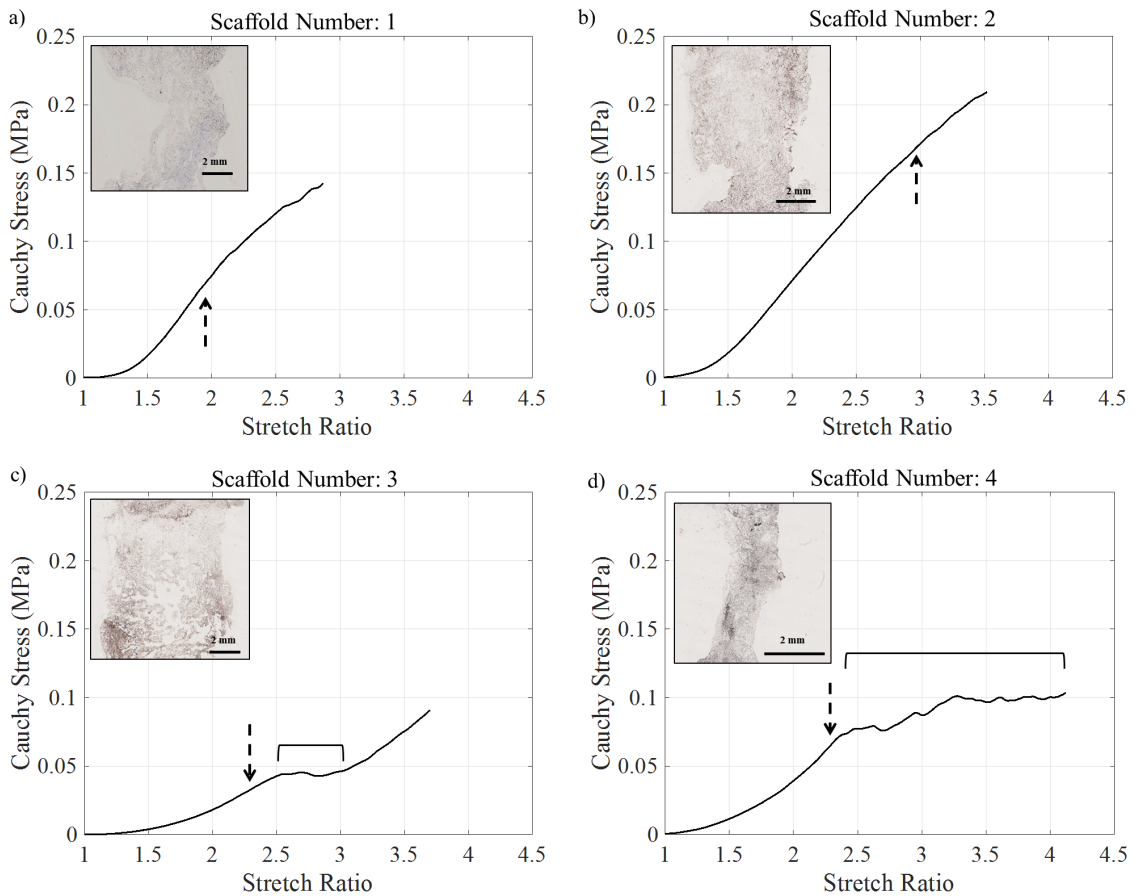 a)
Scaffold Number: 1
0.25
0.2
0.15
0.1
0.05
0
Cauchy Stress (MPa)
2 mm
1
1.5
2
2.5
3
3.5
4
4.5
Stretch Ratio
b)
Scaffold Number: 2
0.25
0.2
0.15
0.1
0.05
0
Cauchy Stress (MPa)
2 mm
1
1.5
2
2.5
3
3.5
4
4.5
Stretch Ratio
c)
Scaffold Number: 3
0.25
0.2
0.15
0.1
0.05
0
Cauchy Stress (MPa)
2 mm
1
1.5
2
2.5
3
3.5
4
4.5
Stretch Ratio
d)
Scaffold Number: 4
0.25
0.2
0.15
0.1
0.05
0
Cauchy Stress (MPa)
2 mm
1
1.5
2
2.5
3
3.5
4
4.5
Stretch Ratio